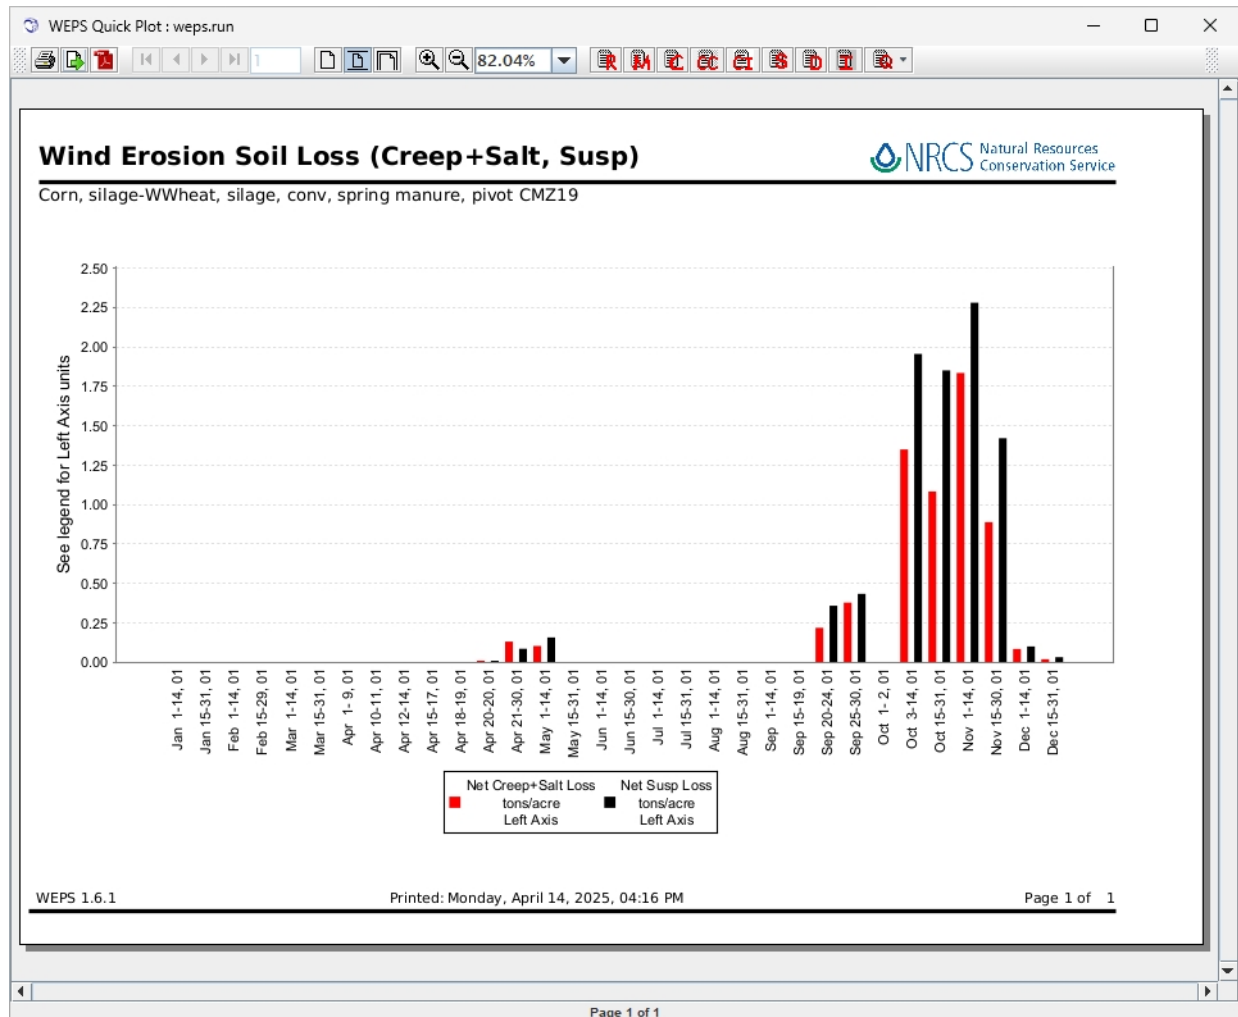 WEPS Quick Plot : weps.run
1
82.04%
R M C CC CI S D I Q
Wind Erosion Soil Loss (Creep+Salt, Susp)
NRCS Natural Resources
Conservation Service
Corn, silage-WWheat, silage, conv, spring manure, pivot CMZ19
See legend for Left Axis units
2.50
2.25
2.00
1.75
1.50
1.25
1.00
0.75
0.50
0.25
0.00
Jan 1-14, 01
Jan 15-31, 01
Feb 1-14, 01
Feb 15-29, 01
Mar 1-14, 01
Mar 15-31, 01
Apr 1- 9, 01
Apr 10-11, 01
Apr 12-14, 01
Apr 15-17, 01
Apr 18-19, 01
Apr 20-20, 01
Apr 21-30, 01
May 1-14, 01
May 15-31, 01
Jun 1-14, 01
Jun 15-30, 01
Jul 1-14, 01
Jul 15-31, 01
Aug 1-14, 01
Aug 15-31, 01
Sep 1-14, 01
Sep 15-19, 01
Sep 20-24, 01
Sep 25-30, 01
Oct 1- 2, 01
Oct 3-14, 01
Oct 15-31, 01
Nov 1-14, 01
Nov 15-30, 01
Dec 1-14, 01
Dec 15-31, 01
Net Creep+Salt Loss
tons/acre
Left Axis
Net Susp Loss
tons/acre
Left Axis
WEPS 1.6.1
Printed: Monday, April 14, 2025, 04:16 PM
Page 1 of 1
Page 1 of 1